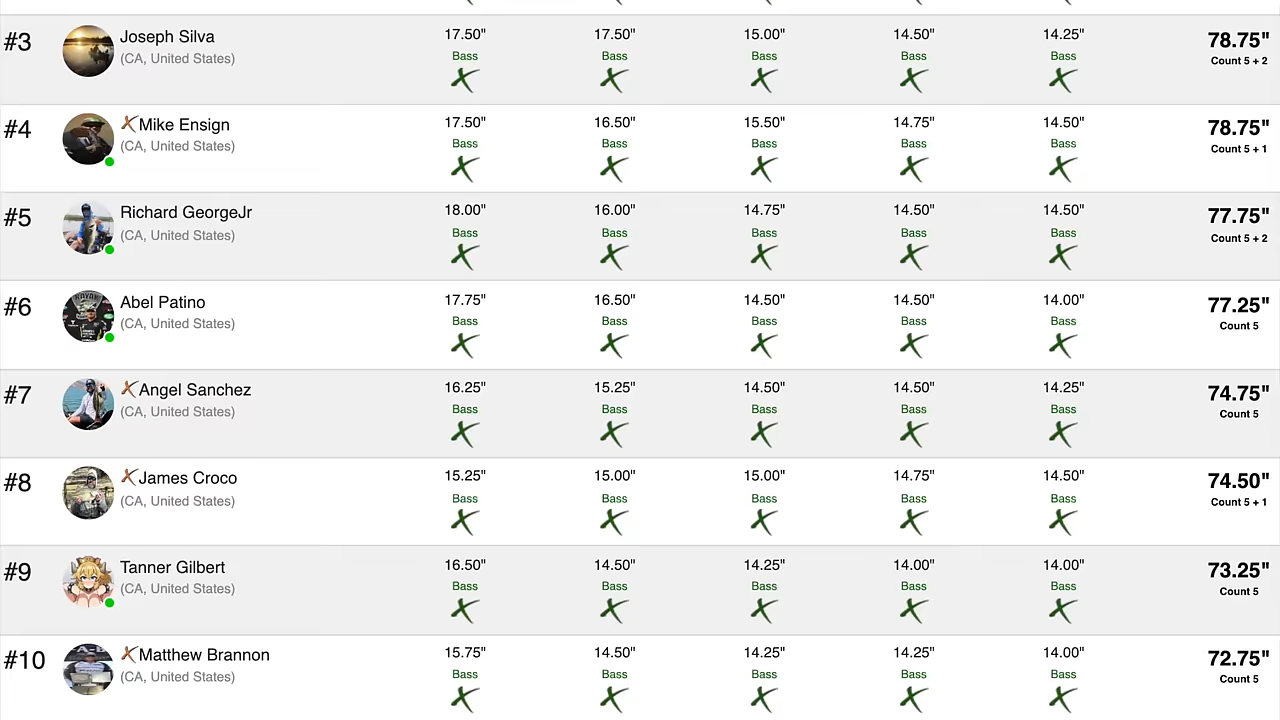 #3
Joseph Silva
(CA, United States)
17.50" 17.50" 15.00" 14.50" 14.25"
Bass Bass Bass Bass Bass
78.75"
Count 5 + 2
#4
Mike Ensign
(CA, United States)
17.50" 16.50" 15.50" 14.75" 14.50"
Bass Bass Bass Bass Bass
78.75"
Count 5 + 1
#5
Richard GeorgeJr
(CA, United States)
18.00" 16.00" 14.75" 14.50" 14.50"
Bass Bass Bass Bass Bass
77.75"
Count 5 + 2
#6
Abel Patino
(CA, United States)
17.75" 16.50" 14.50" 14.50" 14.00"
Bass Bass Bass Bass Bass
77.25"
Count 5
#7
Angel Sanchez
(CA, United States)
16.25" 15.25" 14.50" 14.50" 14.25"
Bass Bass Bass Bass Bass
74.75"
Count 5
#8
James Croco
(CA, United States)
15.25" 15.00" 15.00" 14.75" 14.50"
Bass Bass Bass Bass Bass
74.50"
Count 5 + 1
#9
Tanner Gilbert
(CA, United States)
16.50" 14.50" 14.25" 14.00" 14.00"
Bass Bass Bass Bass Bass
73.25"
Count 5
#10
Matthew Brannon
(CA, United States)
15.75" 14.50" 14.25" 14.25" 14.00"
Bass Bass Bass Bass Bass
72.75"
Count 5